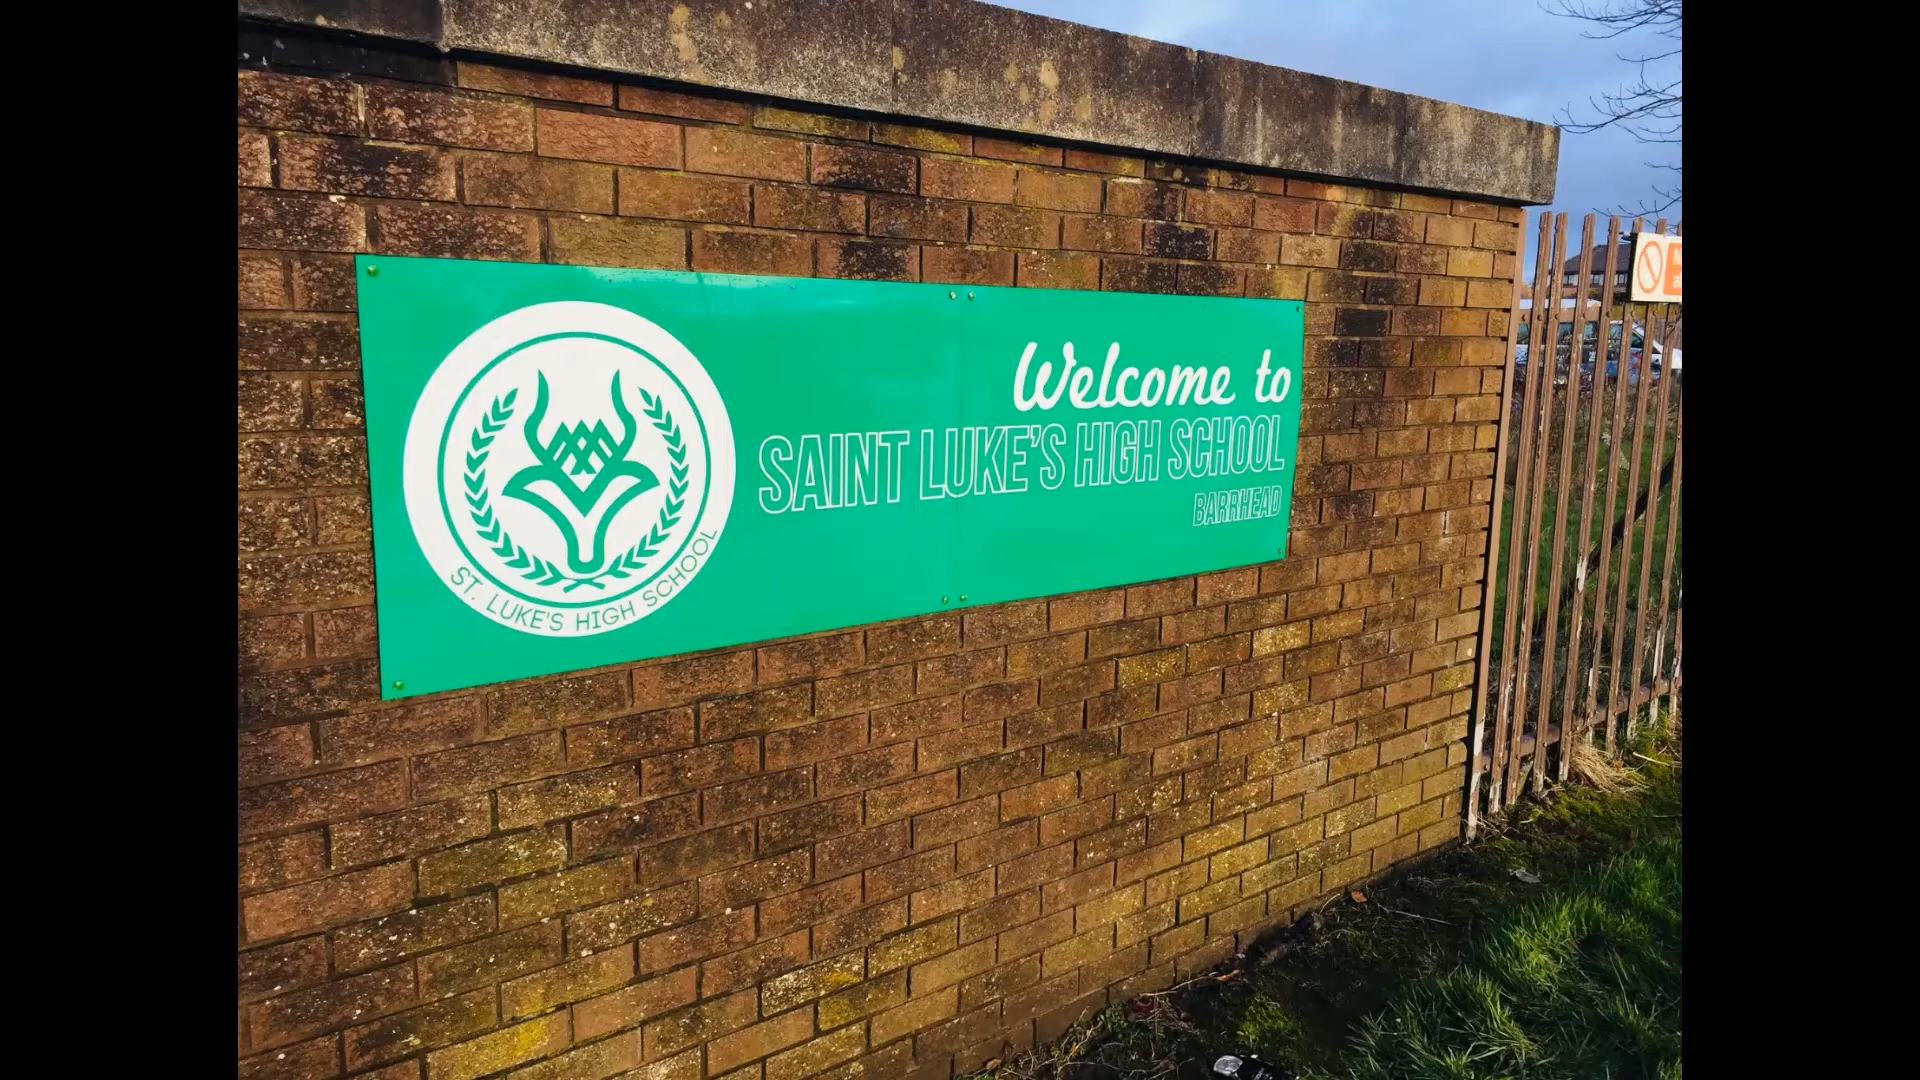 Welcome to
SAINT LUKE'S HIGH SCHOOL
BARRHEAD
ST. LUKE'S HIGH SCHOOL